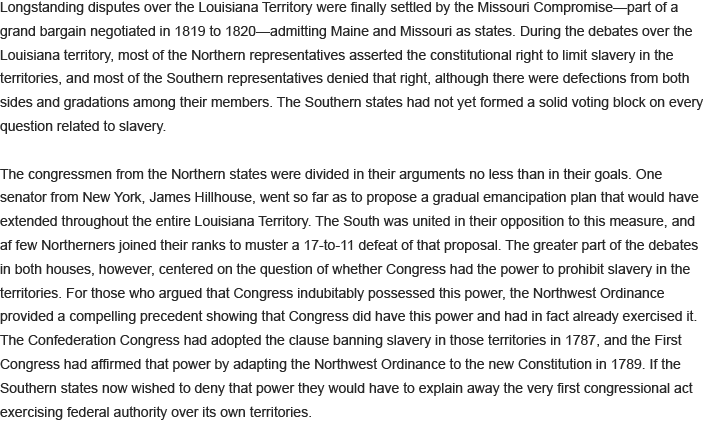 Longstanding disputes over the Louisiana Territory were finally settled by the Missouri Compromise—part of a
grand bargain negotiated in 1819 to 1820—admitting Maine and Missouri as states. During the debates over the
Louisiana territory, most of the Northern representatives asserted the constitutional right to limit slavery in the
territories, and most of the Southern representatives denied that right, although there were defections from both
sides and gradations among their members. The Southern states had not yet formed a solid voting block on every
question related to slavery.

The congressmen from the Northern states were divided in their arguments no less than in their goals. One
senator from New York, James Hillhouse, went so far as to propose a gradual emancipation plan that would have
extended throughout the entire Louisiana Territory. The South was united in their opposition to this measure, and
af few Northerners joined their ranks to muster a 17-to-11 defeat of that proposal. The greater part of the debates
in both houses, however, centered on the question of whether Congress had the power to prohibit slavery in the
territories. For those who argued that Congress indubitably possessed this power, the Northwest Ordinance
provided a compelling precedent showing that Congress did have this power and had in fact already exercised it.
The Confederation Congress had adopted the clause banning slavery in those territories in 1787, and the First
Congress had affirmed that power by adapting the Northwest Ordinance to the new Constitution in 1789. If the
Southern states now wished to deny that power they would have to explain away the very first congressional act
exercising federal authority over its own territories.